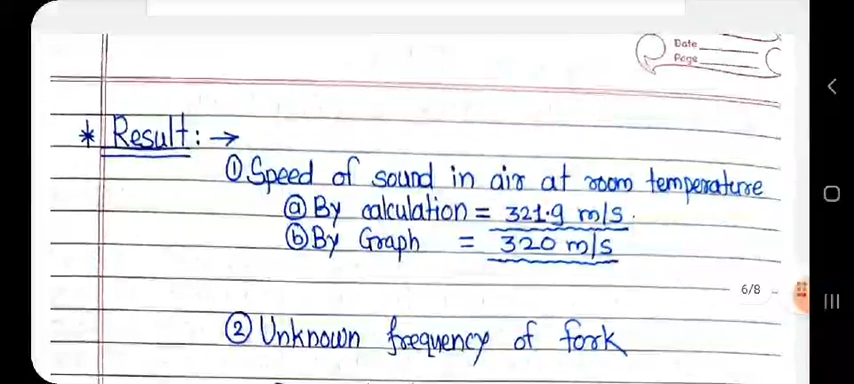 Date
Page
* Result: →
① Speed of sound in air at room temperature
ⓐ By calculation = 321.9 m/s.
ⓑ By Graph = 320 m/s
6/8
② Unknown frequency of fork